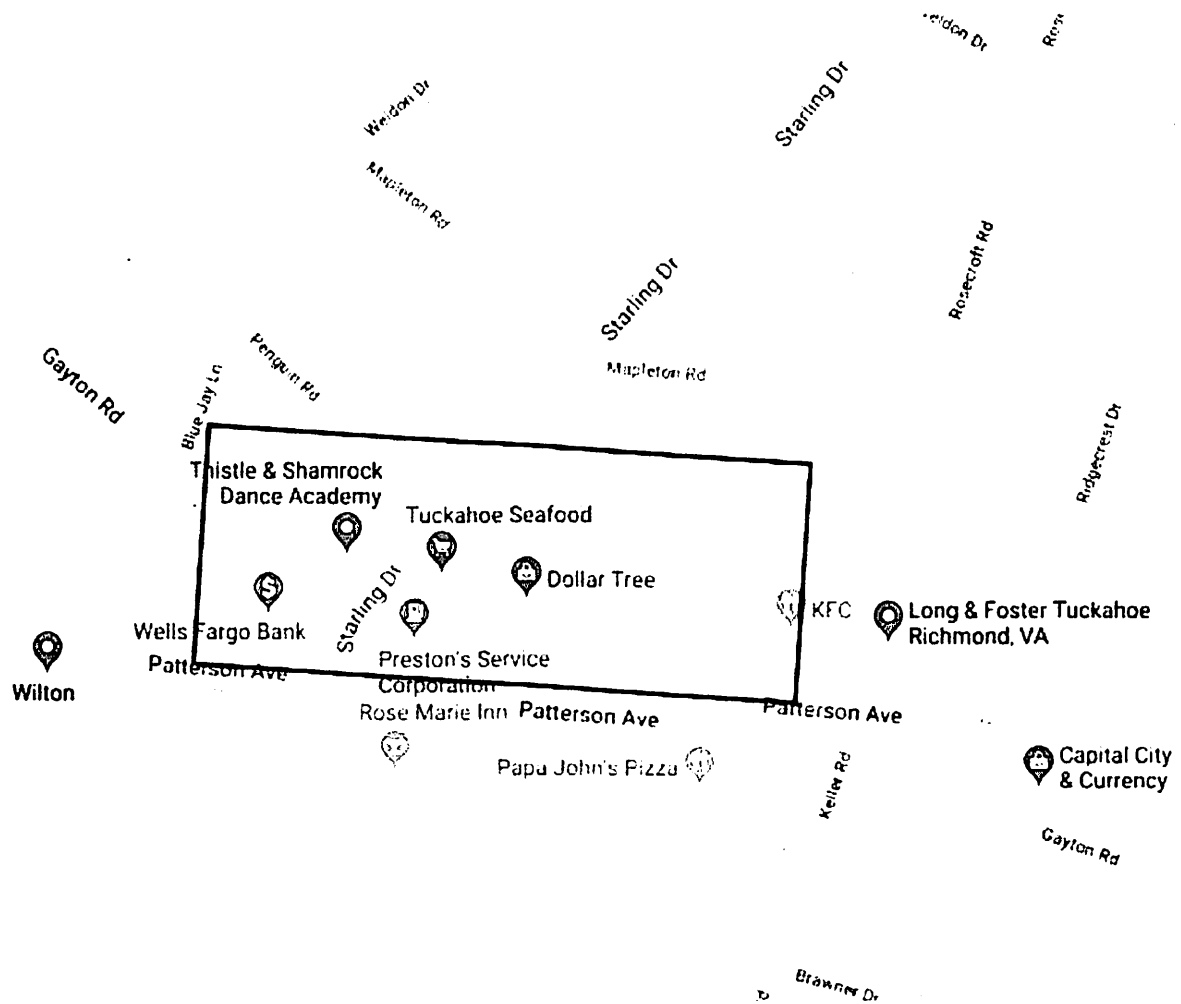 Weldon Dr
Starling Dr
Weldon Dr
Mapleton Rd
Rosecroft Rd
Starling Dr
Mapleton Rd
Gayton Rd
Penguin Rd
Blue Jay Ln
Ridgecrest Dr
Thistle & Shamrock
Dance Academy
Tuckahoe Seafood
Dollar Tree
Starling Dr
KFC
Long & Foster Tuckahoe
Richmond, VA
Wells Fargo Bank
Patterson Ave
Preston's Service
Corporation
Wilton
Rose Marie Inn
Patterson Ave
Patterson Ave
Papa John's Pizza
Keller Rd
Capital City
& Currency
Gayton Rd
Brawner Dr